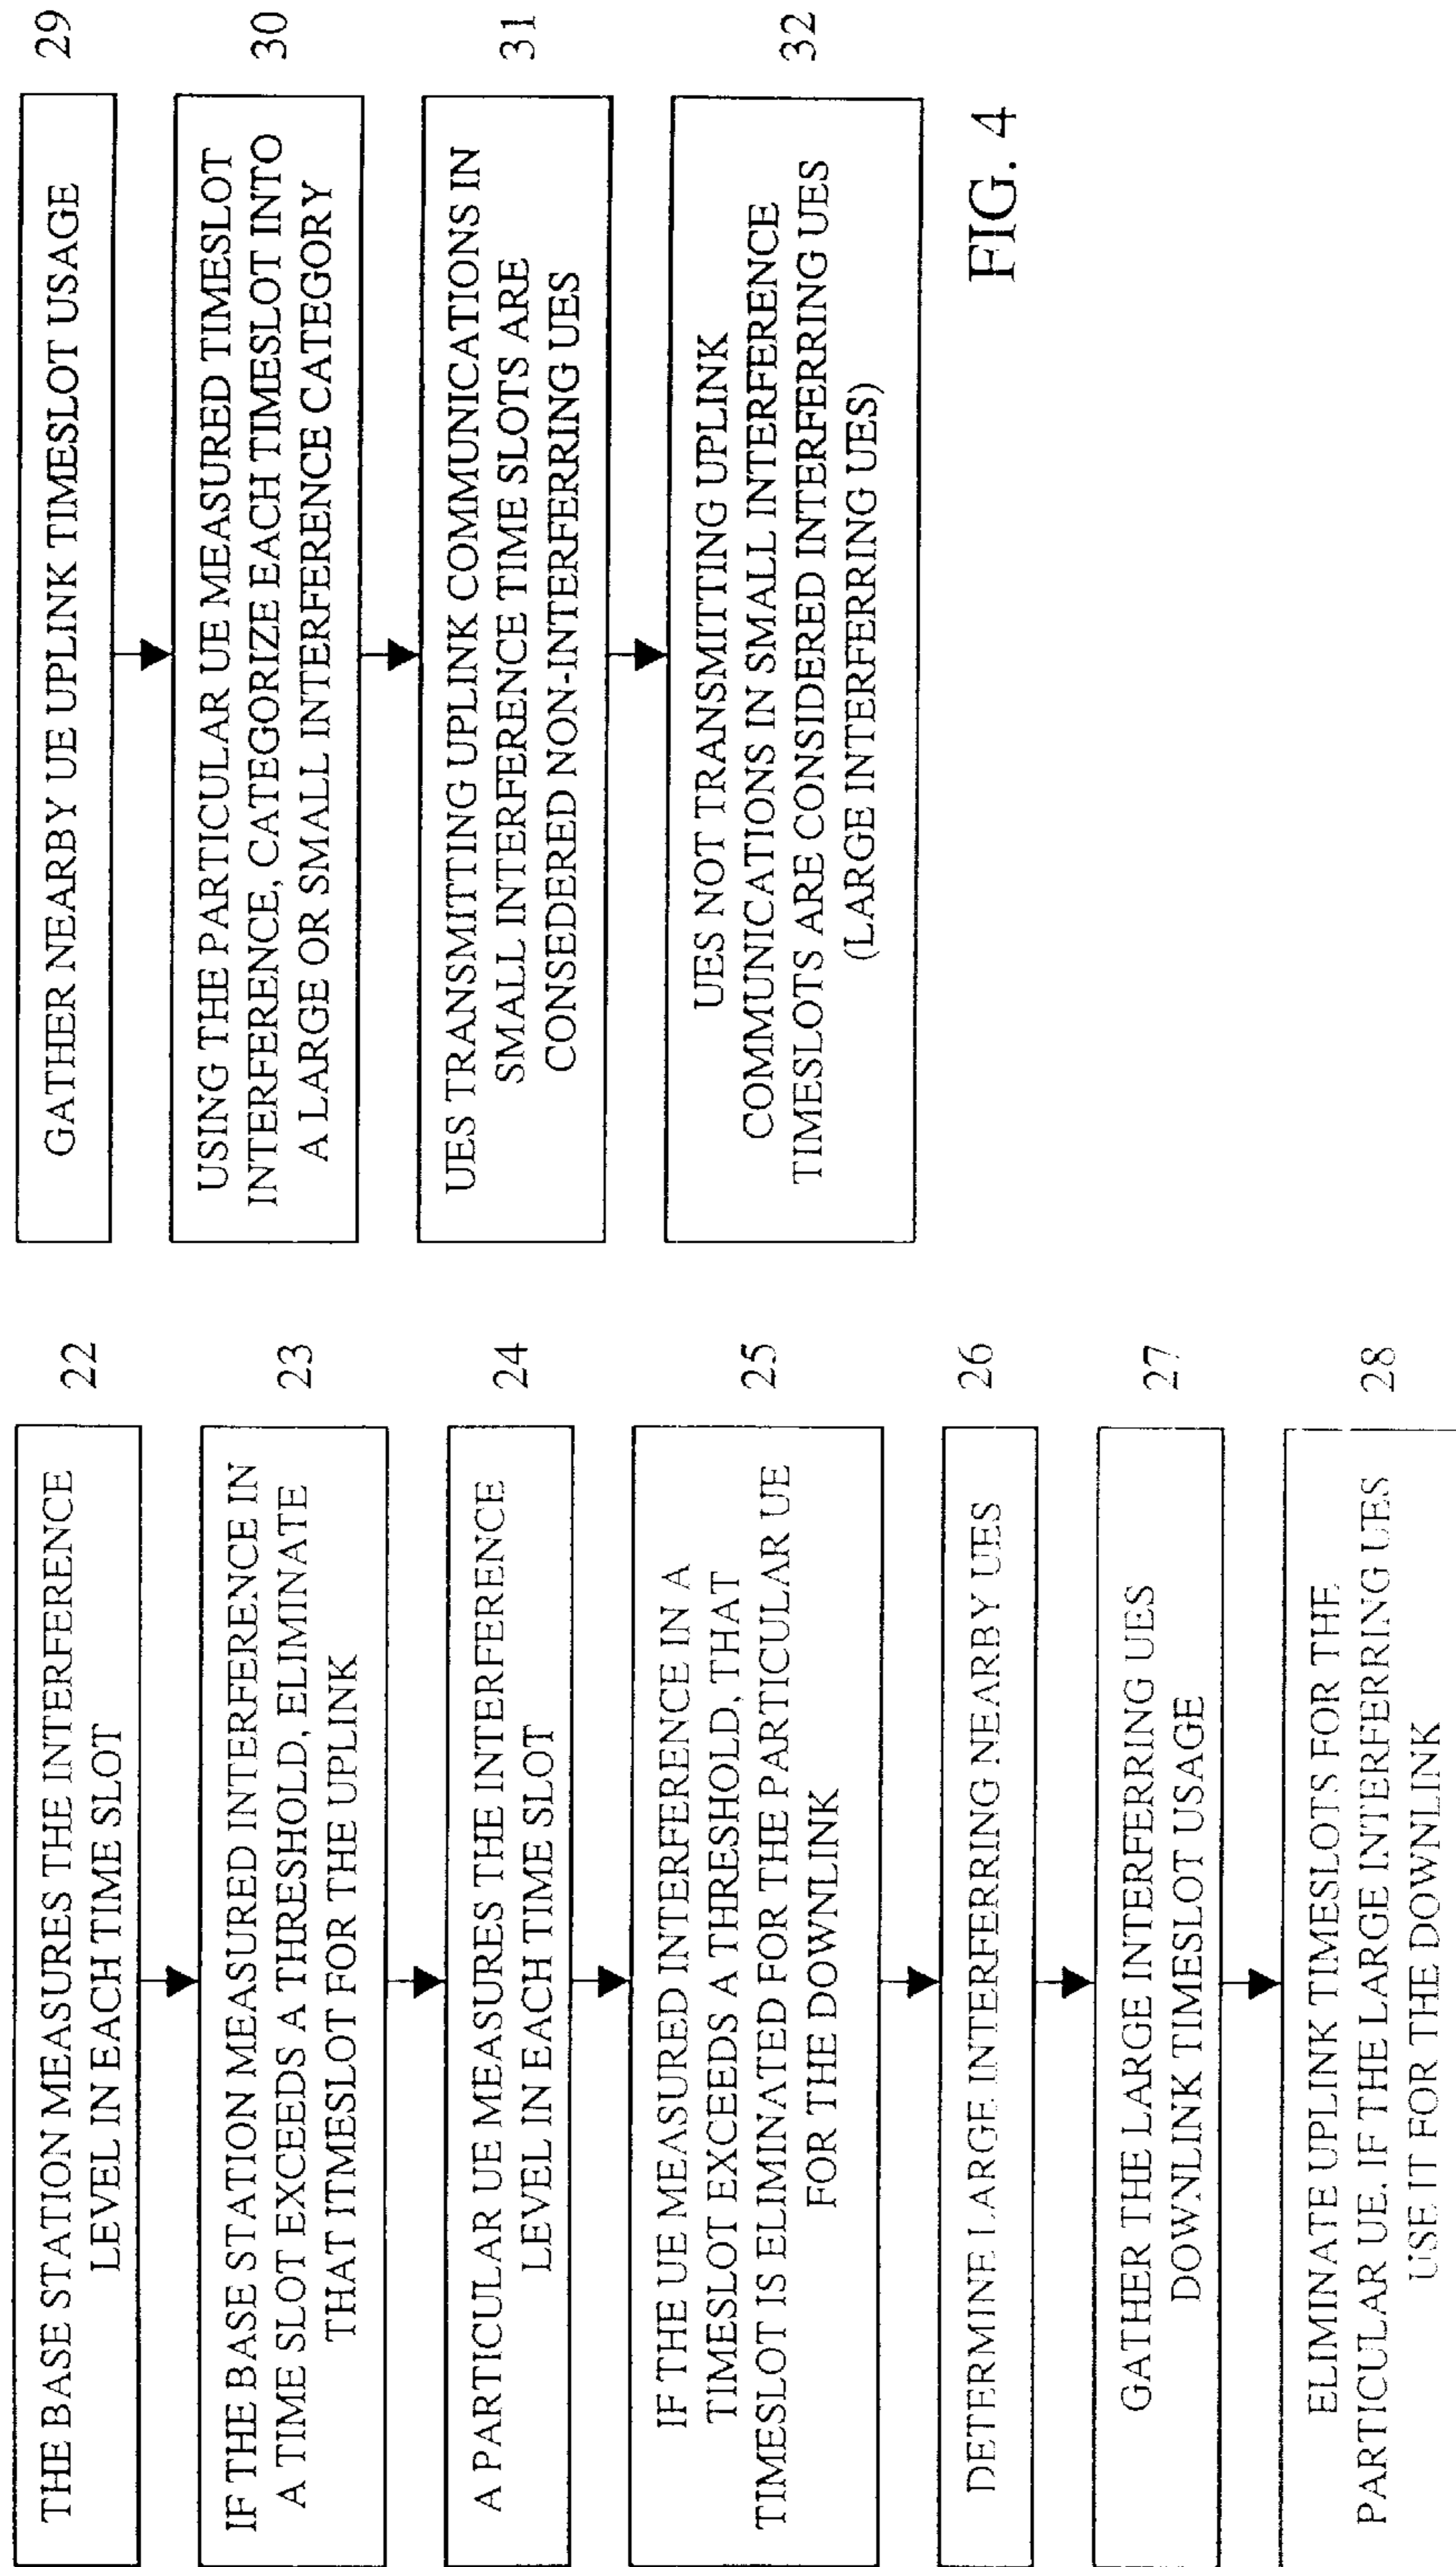 THE BASE STATION MEASURES THE INTERFERENCE
LEVEL IN EACH TIME SLOT
22
IF THE BASE STATION MEASURED INTERFERENCE IN
A TIME SLOT EXCEEDS A THRESHOLD, ELIMINATE
THAT ITMESLOT FOR THE UPLINK
23
A PARTICULAR UE MEASURES THE INTERFERENCE
LEVEL IN EACH TIME SLOT
24
IF THE UE MEASURED INTERFERENCE IN A
TIMESLOT EXCEEDS A THRESHOLD, THAT
TIMESLOT IS ELIMINATED FOR THE PARTICULAR UE
FOR THE DOWNLINK
25
DETERMINE LARGE INTERFERRING NEARBY UES
26
GATHER THE LARGE INTERFERRING UES
DOWNLINK TIMESLOT USAGE
27
ELIMINATE UPLINK TIMESLOTS FOR THE
PARTICULAR UE. IF THE LARGE INTERFERRING UES
USE IT FOR THE DOWNLINK
28
GATHER NEARBY UE UPLINK TIMESLOT USAGE
29
USING THE PARTICULAR UE MEASURED TIMESLOT
INTERFERENCE, CATEGORIZE EACH TIMESLOT INTO
A LARGE OR SMALL INTERFERENCE CATEGORY
30
UES TRANSMITTING UPLINK COMMUNICATIONS IN
SMALL INTERFERENCE TIME SLOTS ARE
CONSEDERED NON-INTERFERRING UES
31
UES NOT TRANSMITTING UPLINK
COMMUNICATIONS IN SMALL INTERFERENCE
TIMESLOTS ARE CONSIDERED INTERFERRING UES
(LARGE INTERFERRING UES)
32
FIG. 4